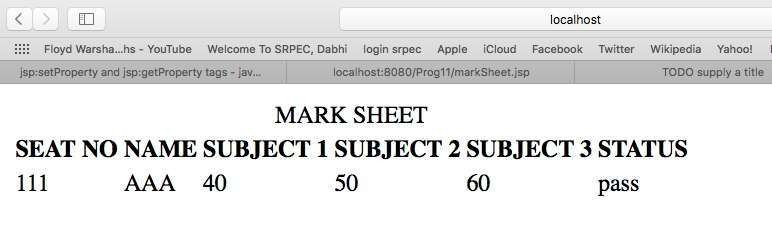 localhost
Floyd Warsha...hs - YouTube Welcome To SRPEC, Dabhi login srpec Apple iCloud Facebook Twitter Wikipedia Yahoo!
jsp:setProperty and jsp:getProperty tags - jav... localhost:8080/Prog11/markSheet.jsp TODO supply a title
MARK SHEET
SEAT NO NAME SUBJECT 1 SUBJECT 2 SUBJECT 3 STATUS
111 AAA 40 50 60 pass